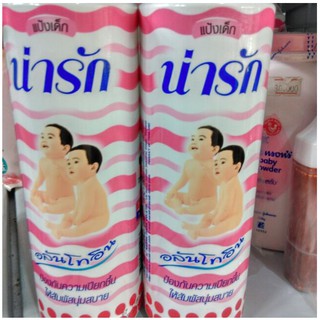 แป้งเด็ก
น่ารัก
อลันโทอิน
ป้องกันความเปียกชื้น
ให้สัมผัสนุ่มสบาย
แป้งเด็ก
น่ารัก
อลันโทอิน
ป้องกันความเปียกชื้น
ให้สัมผัสนุ่มสบาย
baby
powder